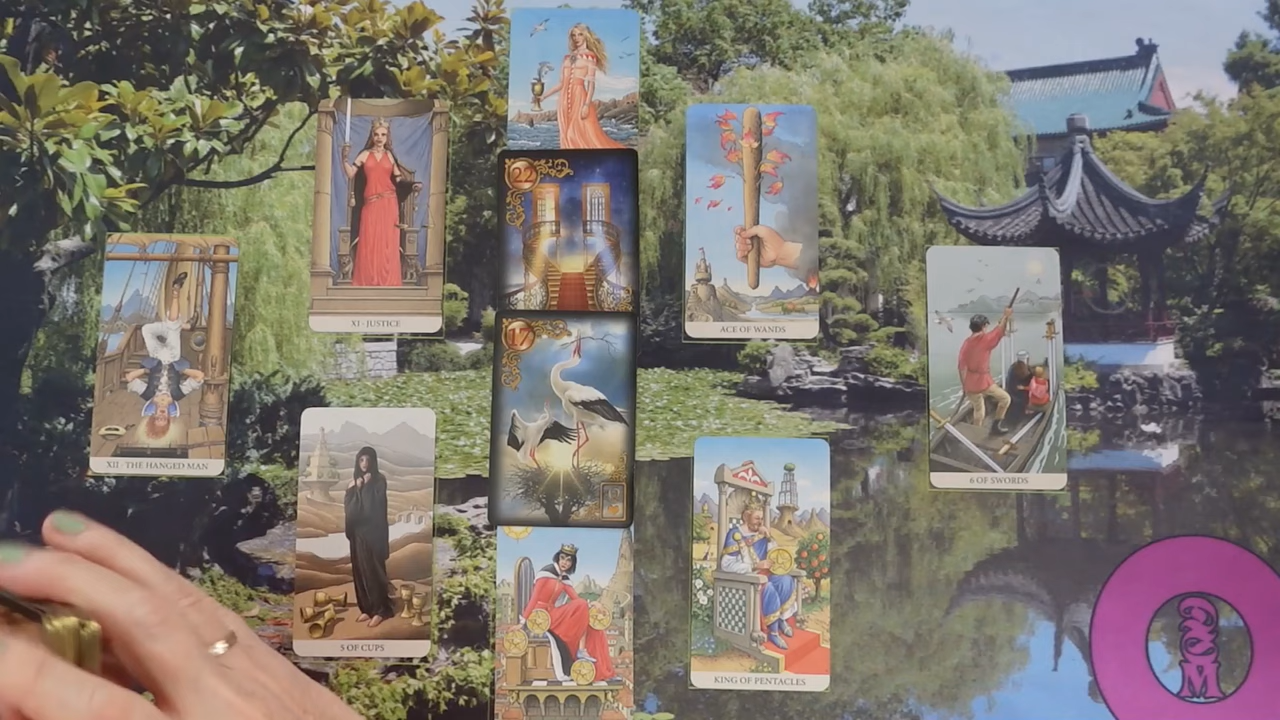 XI - JUSTICE
22
ACE OF WANDS
XII - THE HANGED MAN
17
6 OF SWORDS
5 OF CUPS
KING OF PENTACLES